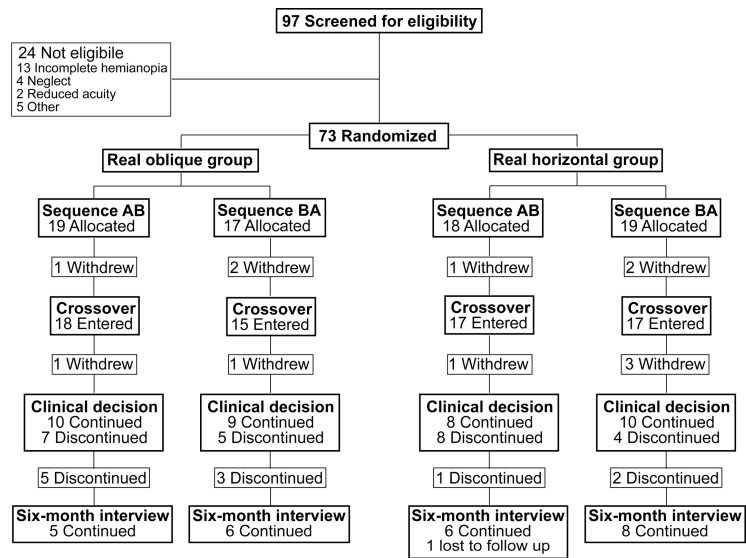 97 Screened for eligibility
24 Not eligibile
13 Incomplete hemianopia
4 Neglect
2 Reduced acuity
5 Other
73 Randomized
Real oblique group
Real horizontal group
Sequence AB
19 Allocated
Sequence BA
17 Allocated
Sequence AB
18 Allocated
Sequence BA
19 Allocated
1 Withdrew
2 Withdrew
1 Withdrew
2 Withdrew
Crossover
18 Entered
Crossover
15 Entered
Crossover
17 Entered
Crossover
17 Entered
1 Withdrew
1 Withdrew
1 Withdrew
3 Withdrew
Clinical decision
10 Continued
7 Discontinued
Clinical decision
9 Continued
5 Discontinued
Clinical decision
8 Continued
8 Discontinued
Clinical decision
10 Continued
4 Discontinued
5 Discontinued
3 Discontinued
1 Discontinued
2 Discontinued
Six-month interview
5 Continued
Six-month interview
6 Continued
Six-month interview
6 Continued
1 lost to follow up
Six-month interview
8 Continued